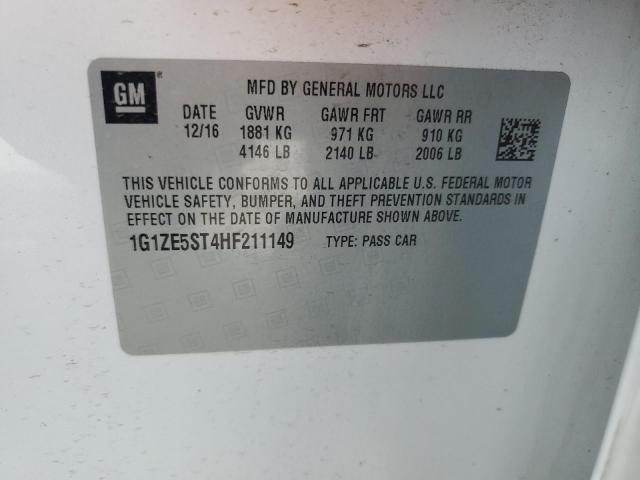 GM ®
MFD BY GENERAL MOTORS LLC
DATE GVWR GAWR FRT GAWR RR
12/16 1881 KG 971 KG 910 KG
4146 LB 2140 LB 2006 LB
THIS VEHICLE CONFORMS TO ALL APPLICABLE U.S. FEDERAL MOTOR
VEHICLE SAFETY, BUMPER, AND THEFT PREVENTION STANDARDS IN
EFFECT ON THE DATE OF MANUFACTURE SHOWN ABOVE.
1G1ZE5ST4HF211149 TYPE: PASS CAR